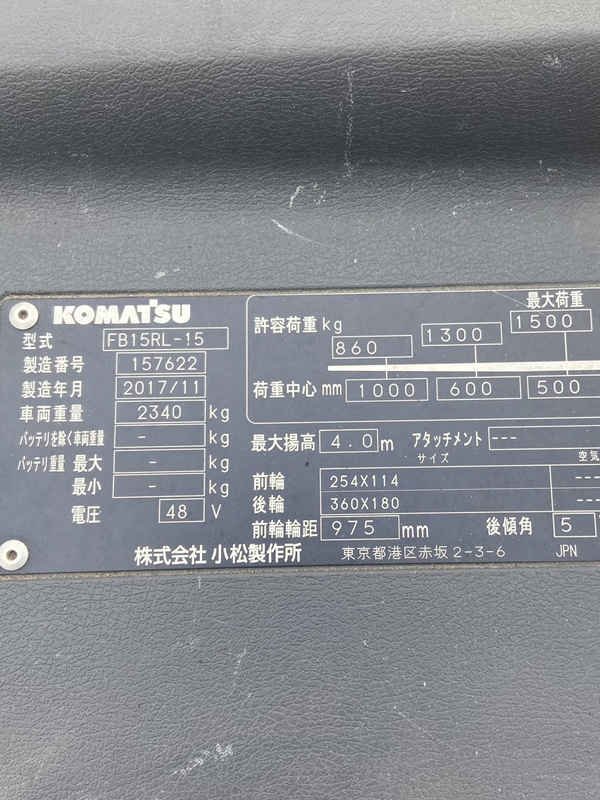 KOMATSU
型式 FB15RL-15
製造番号 157622
製造年月 2017/11
車両重量 2340 kg
バッテリを除く車両重量 - kg
バッテリ重量 最大 - kg
最小 - kg
電圧 48 V
最大荷重
許容荷重 kg 860 1300 1500
荷重中心 mm 1000 600 500
最大揚高 4.0 m アタッチメント ---
サイズ 空気
前輪 254X114 ---
後輪 360X180 ---
前輪輪距 975 mm 後傾角 5
株式会社 小松製作所 東京都港区赤坂 2-3-6 JPN